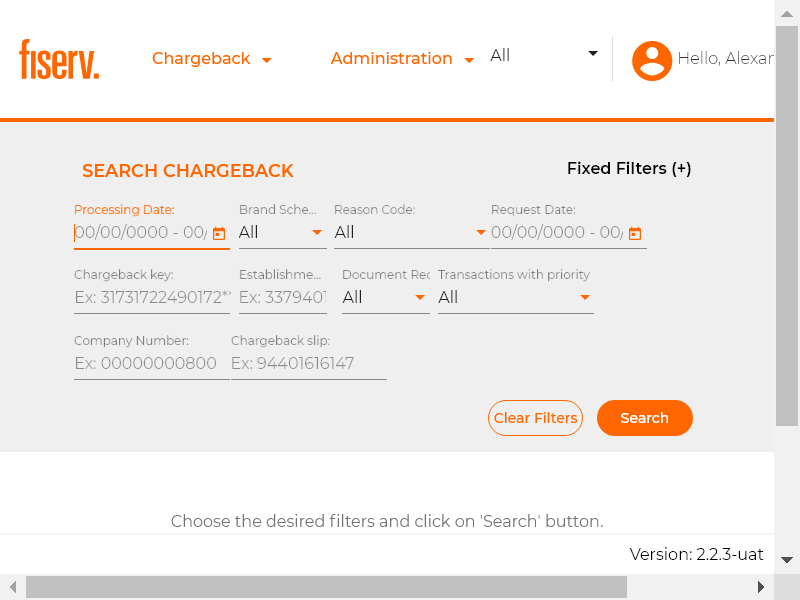 fiserv.
Chargeback
Administration
All
Hello, Alexan
SEARCH CHARGEBACK
Fixed Filters (+)
Processing Date:
Brand Sche...
Reason Code:
Request Date:
00/00/0000 - 00/
All
All
00/00/0000 - 00/
Chargeback key:
Establishme...
Document Rec
Transactions with priority
Ex: 31731722490172**
Ex: 3379401
All
All
Company Number:
Chargeback slip:
Ex: 00000000800
Ex: 94401616147
Clear Filters
Search
Choose the desired filters and click on 'Search' button.
Version: 2.2.3-uat